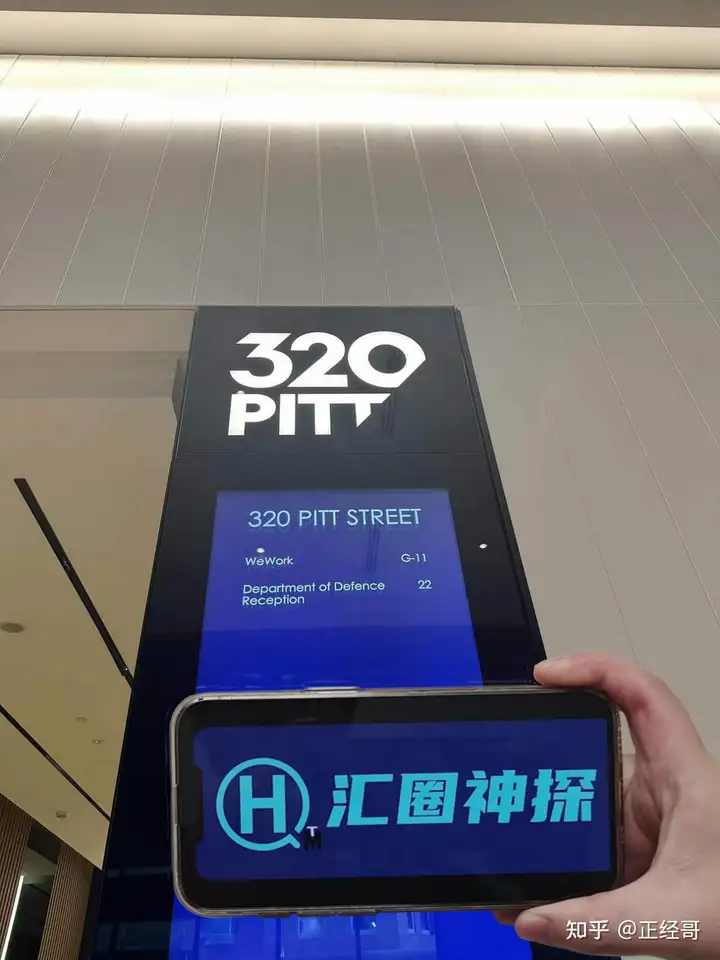 320
PITT
320 PITT STREET
WeWork G-11
Department of Defence 22
Reception
H 汇圈神探
TM
知乎 @正经哥